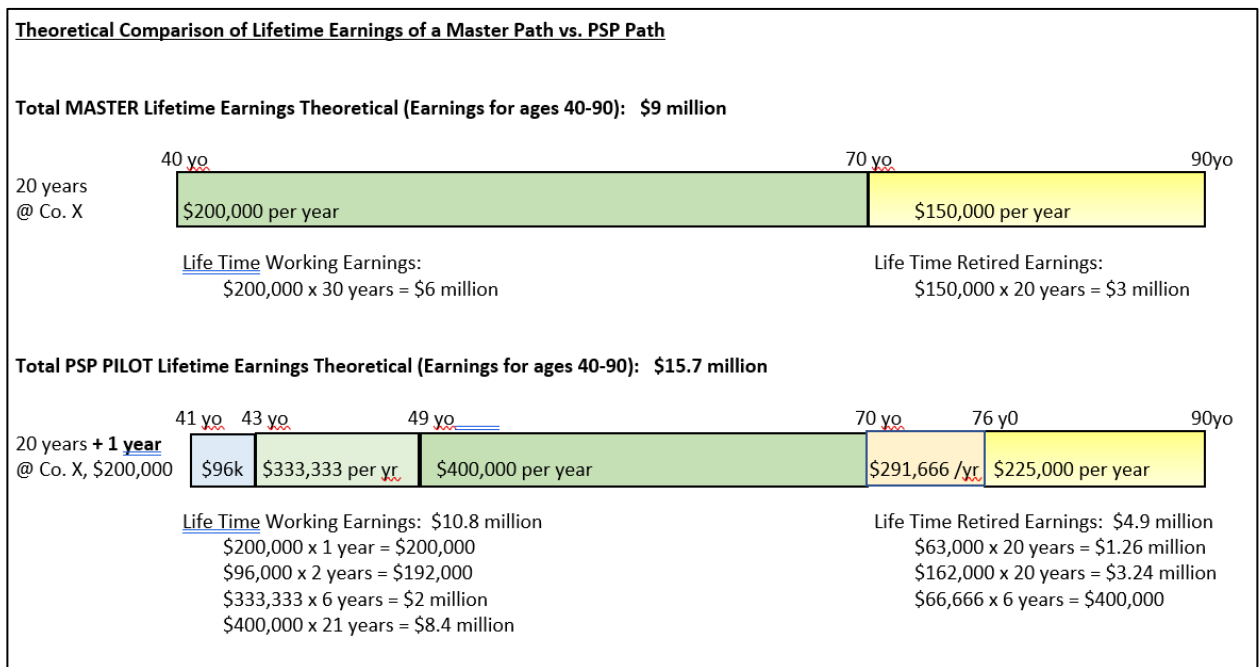 Theoretical Comparison of Lifetime Earnings of a Master Path vs. PSP Path
Total MASTER Lifetime Earnings Theoretical (Earnings for ages 40-90):   $9 million
40 yo 70 yo 90yo
20 years
@ Co. X
$200,000 per year $150,000 per year
Life Time Working Earnings:
$200,000 x 30 years = $6 million
Life Time Retired Earnings:
$150,000 x 20 years = $3 million
Total PSP PILOT Lifetime Earnings Theoretical (Earnings for ages 40-90):   $15.7 million
41 yo 43 yo 49 yo 70 yo 76 y0 90yo
20 years + 1 year
@ Co. X, $200,000
$96k $333,333 per yr $400,000 per year $291,666 /yr $225,000 per year
Life Time Working Earnings:  $10.8 million
$200,000 x 1 year = $200,000
$96,000 x 2 years = $192,000
$333,333 x 6 years = $2 million
$400,000 x 21 years = $8.4 million
Life Time Retired Earnings:  $4.9 million
$63,000 x 20 years = $1.26 million
$162,000 x 20 years = $3.24 million
$66,666 x 6 years = $400,000